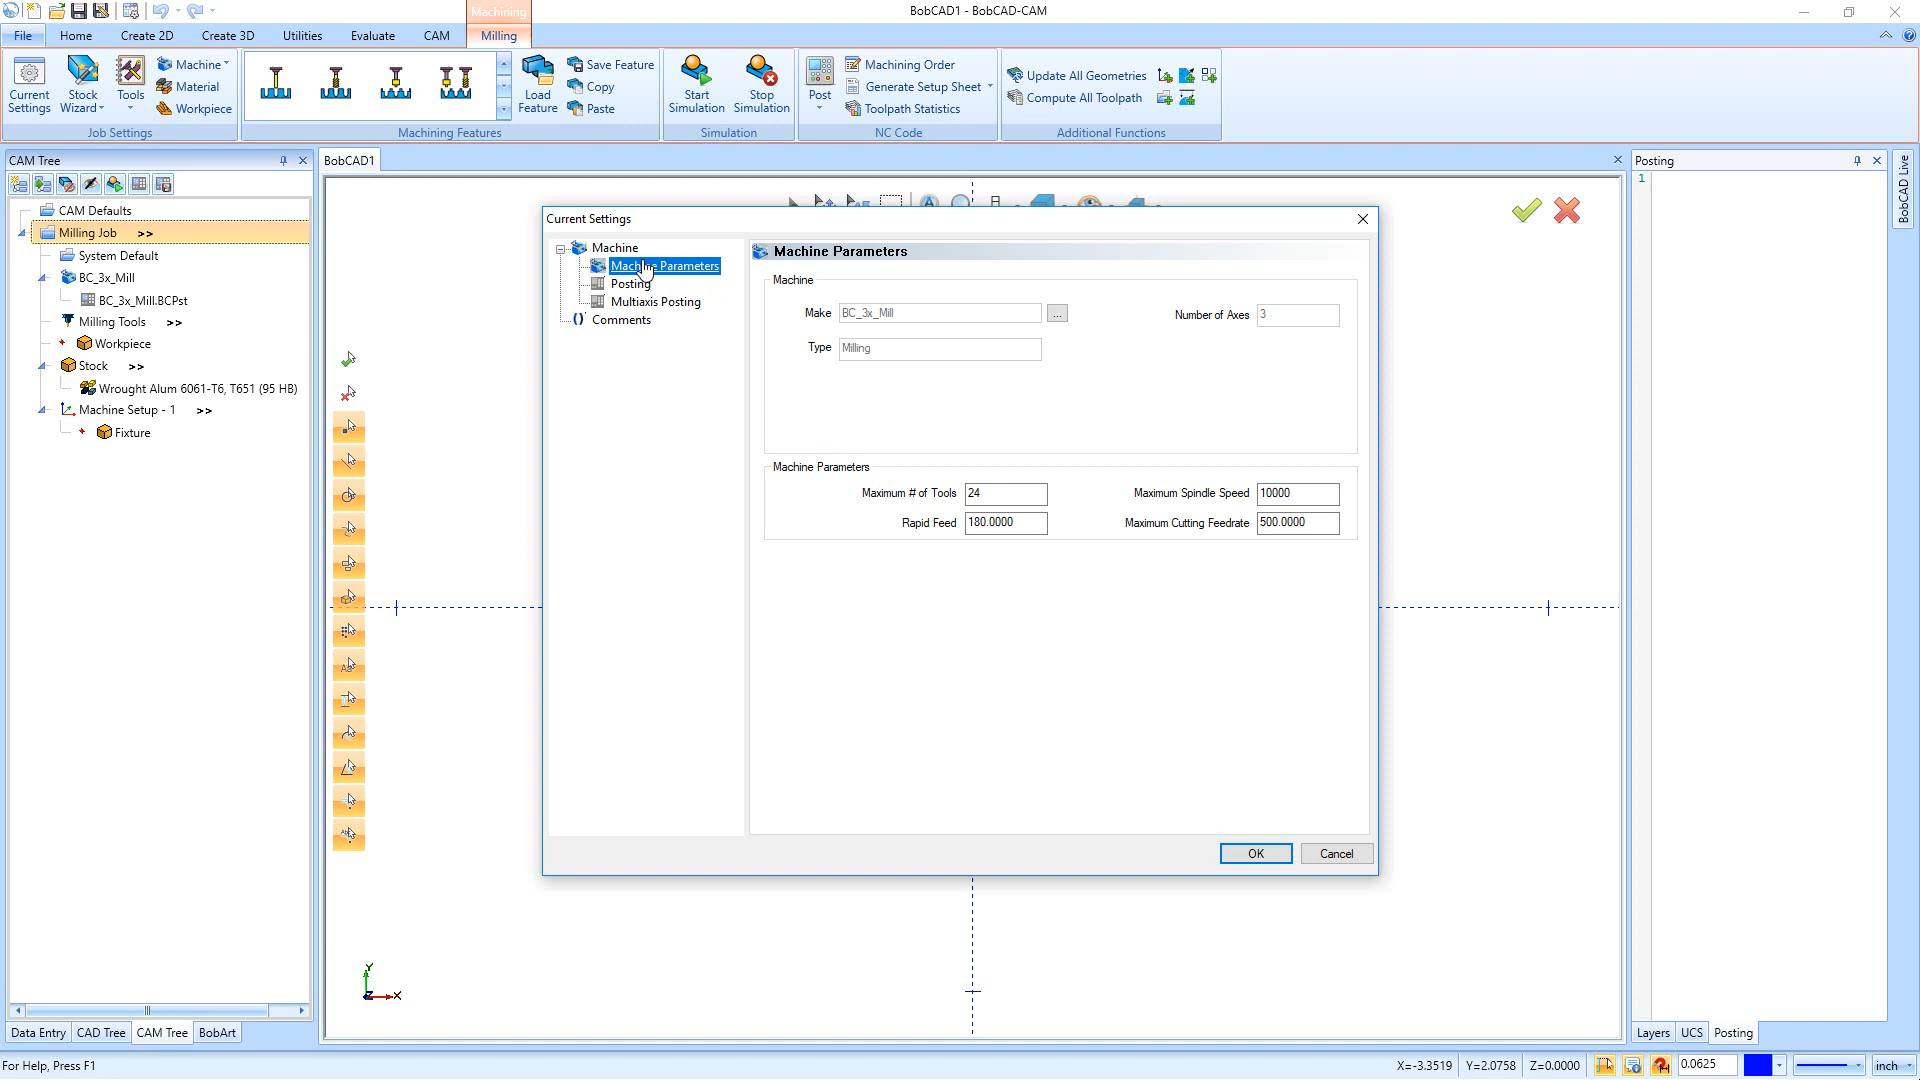 Machining
BobCAD1 - BobCAD-CAM
File Home Create 2D Create 3D Utilities Evaluate CAM Milling
Current Settings
Stock Wizard
Tools
Machine
Material
Workpiece
Job Settings
Load Feature
Save Feature
Copy
Paste
Machining Features
Start Simulation
Stop Simulation
Simulation
Post
Machining Order
Generate Setup Sheet
Toolpath Statistics
NC Code
Update All Geometries
Compute All Toolpath
Additional Functions
CAM Tree
CAM Defaults
Milling Job >>
System Default
BC_3x_Mill
BC_3x_Mill.BCPst
Milling Tools >>
Workpiece
Stock >>
Wrought Alum 6061-T6, T651 (95 HB)
Machine Setup - 1 >>
Fixture
Data Entry CAD Tree CAM Tree BobArt
BobCAD1
Current Settings
Machine
Machine Parameters
Posting
Multiaxis Posting
Comments
Machine Parameters
Machine
Make BC_3x_Mill ... Number of Axes 3
Type Milling
Machine Parameters
Maximum # of Tools 24 Maximum Spindle Speed 10000
Rapid Feed 180.0000 Maximum Cutting Feedrate 500.0000
OK Cancel
Y
Z X
Posting
1
BobCAD Live
Layers UCS Posting
For Help, Press F1
X=-3.3519 Y=2.0758 Z=0.0000 0.0625 inch